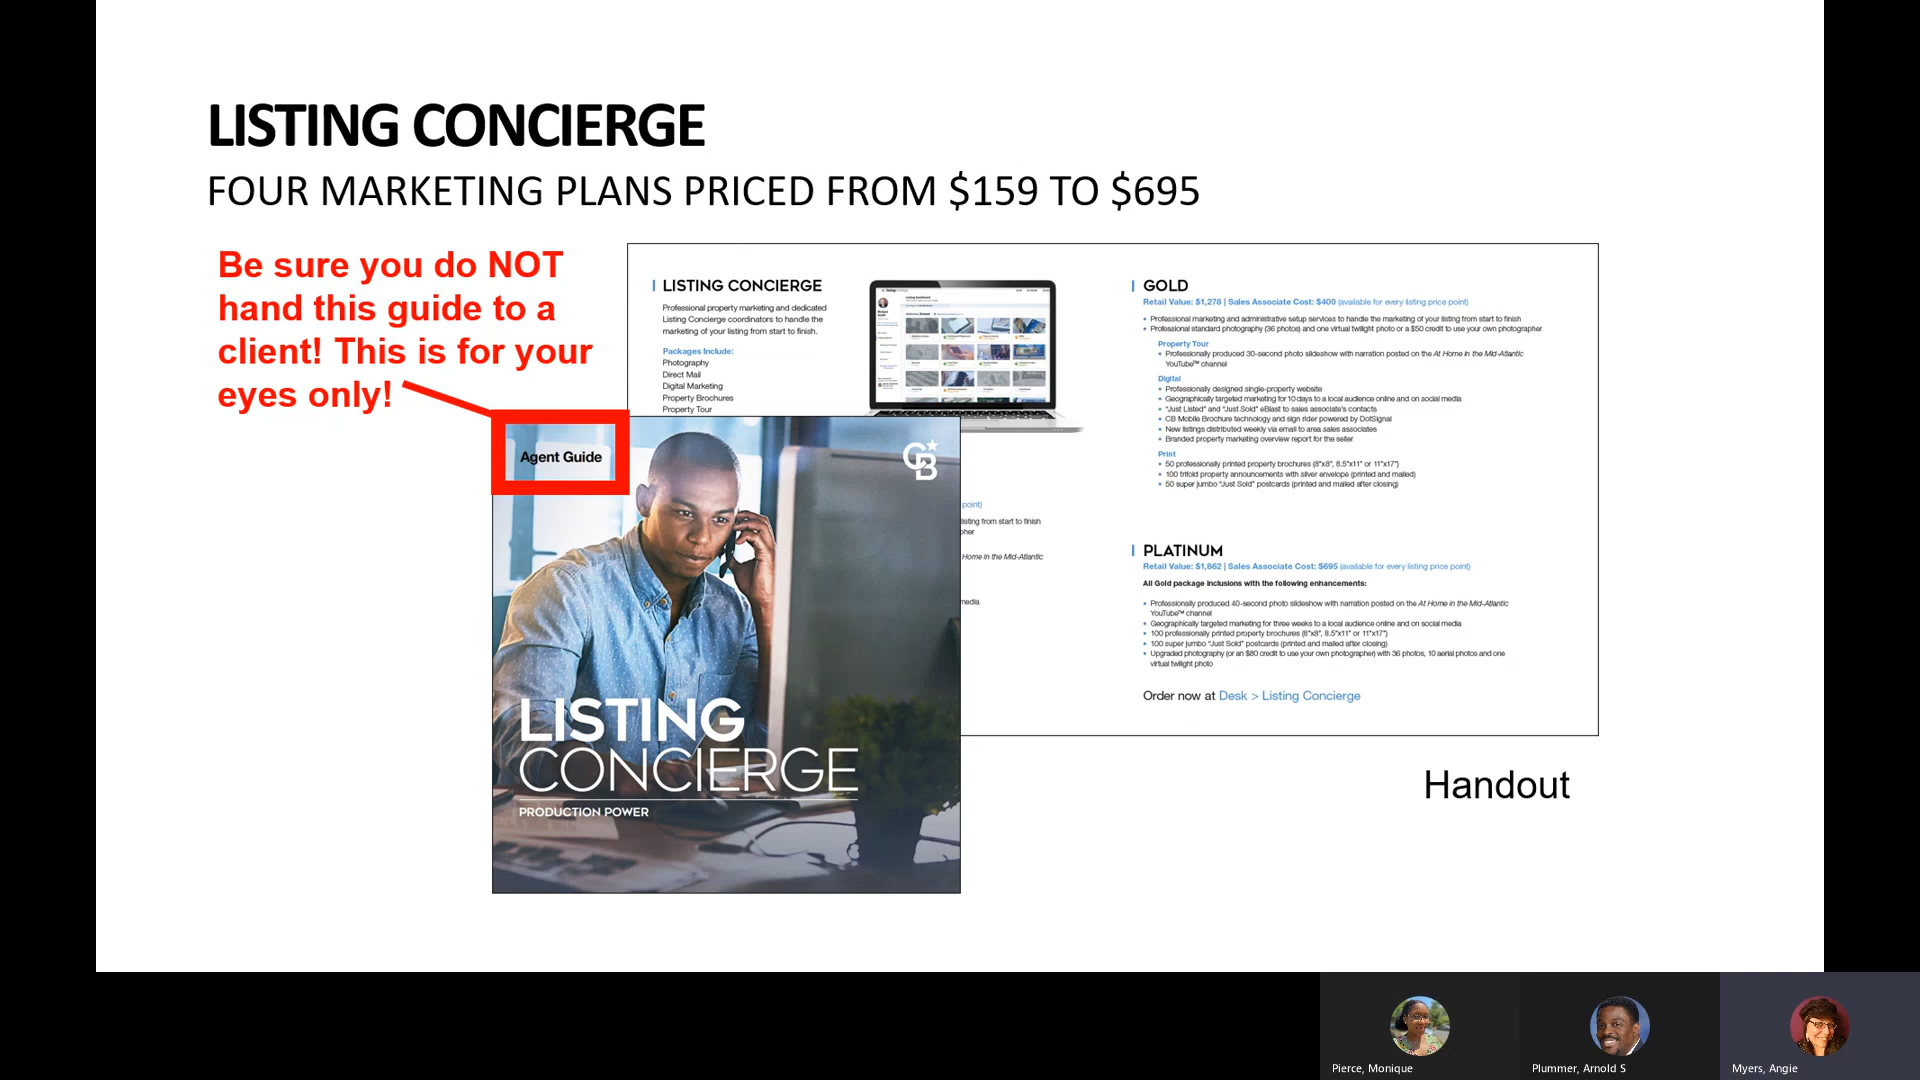 LISTING CONCIERGE
FOUR MARKETING PLANS PRICED FROM $159 TO $695
Be sure you do NOT
hand this guide to a
client! This is for your
eyes only!
LISTING CONCIERGE
Professional property marketing and dedicated
Listing Concierge coordinators to handle the
marketing of your listing from start to finish.
Packages Include:
Photography
Direct Mail
Digital Marketing
Property Brochures
Property Tour
point)
listing from start to finish
pher
Home in the Mid-Atlantic
media
GOLD
Retail Value: $1,278 | Sales Associate Cost: $400 (available for every listing price point)
• Professional marketing and administrative setup services to handle the marketing of your listing from start to finish
• Professional standard photography (36 photos) and one virtual twilight photo or a $50 credit to use your own photographer
Property Tour
• Professionally produced 30-second photo slideshow with narration posted on the At Home in the Mid-Atlantic
YouTube™ channel
Digital
• Professionally designed single-property website
• Geographically targeted marketing for 10 days to a local audience online and on social media
• "Just Listed" and "Just Sold" eBlast to sales associate's contacts
• CB Mobile Brochure technology and sign rider powered by DotSignal
• New listings distributed weekly via email to area sales associates
• Branded property marketing overview report for the seller
Print
• 50 professionally printed property brochures (8"x8", 8.5"x11" or 11"x17")
• 100 trifold property announcements with silver envelope (printed and mailed)
• 50 super jumbo "Just Sold" postcards (printed and mailed after closing)
PLATINUM
Retail Value: $1,862 | Sales Associate Cost: $695 (available for every listing price point)
All Gold package inclusions with the following enhancements:
• Professionally produced 40-second photo slideshow with narration posted on the At Home in the Mid-Atlantic
YouTube™ channel
• Geographically targeted marketing for three weeks to a local audience online and on social media
• 100 professionally printed property brochures (8"x8", 8.5"x11" or 11"x17")
• 100 super jumbo "Just Sold" postcards (printed and mailed after closing)
• Upgraded photography (or an $80 credit to use your own photographer) with 36 photos, 10 aerial photos and one
virtual twilight photo
Order now at Desk > Listing Concierge
Agent Guide
CB
LISTING
CONCIERGE
PRODUCTION POWER
Handout
Pierce, Monique
Plummer, Arnold S
Myers, Angie